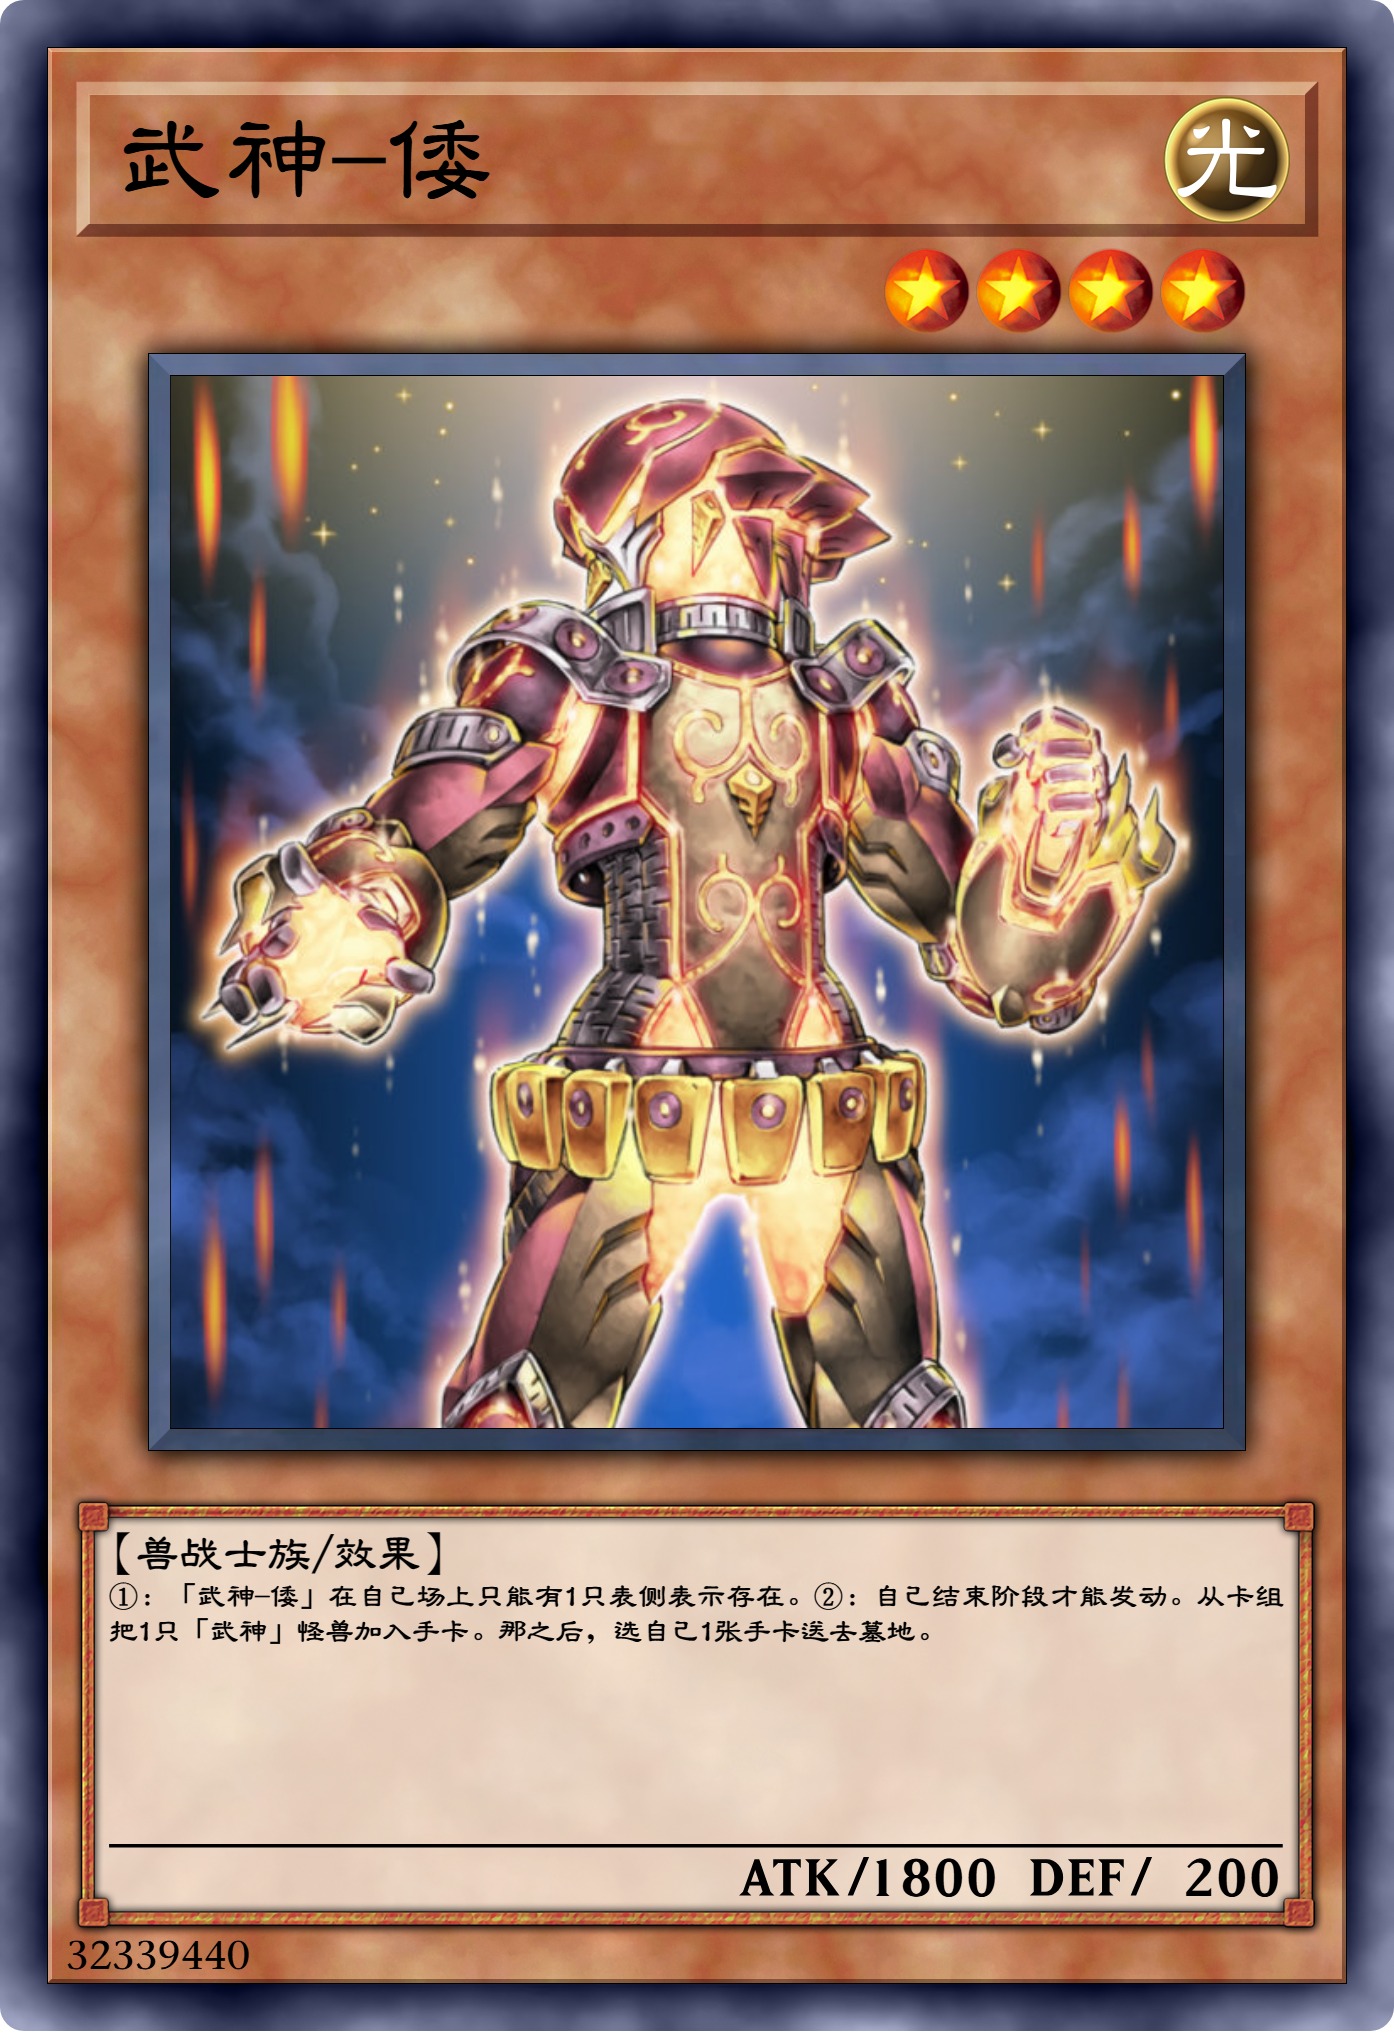 武神-倭
光
【兽战士族/效果】
①：「武神-倭」在自己场上只能有1只表侧表示存在。②：自己结束阶段才能发动。从卡组
把1只「武神」怪兽加入手卡。那之后，选自己1张手卡送去墓地。
ATK/1800 DEF/ 200
32339440